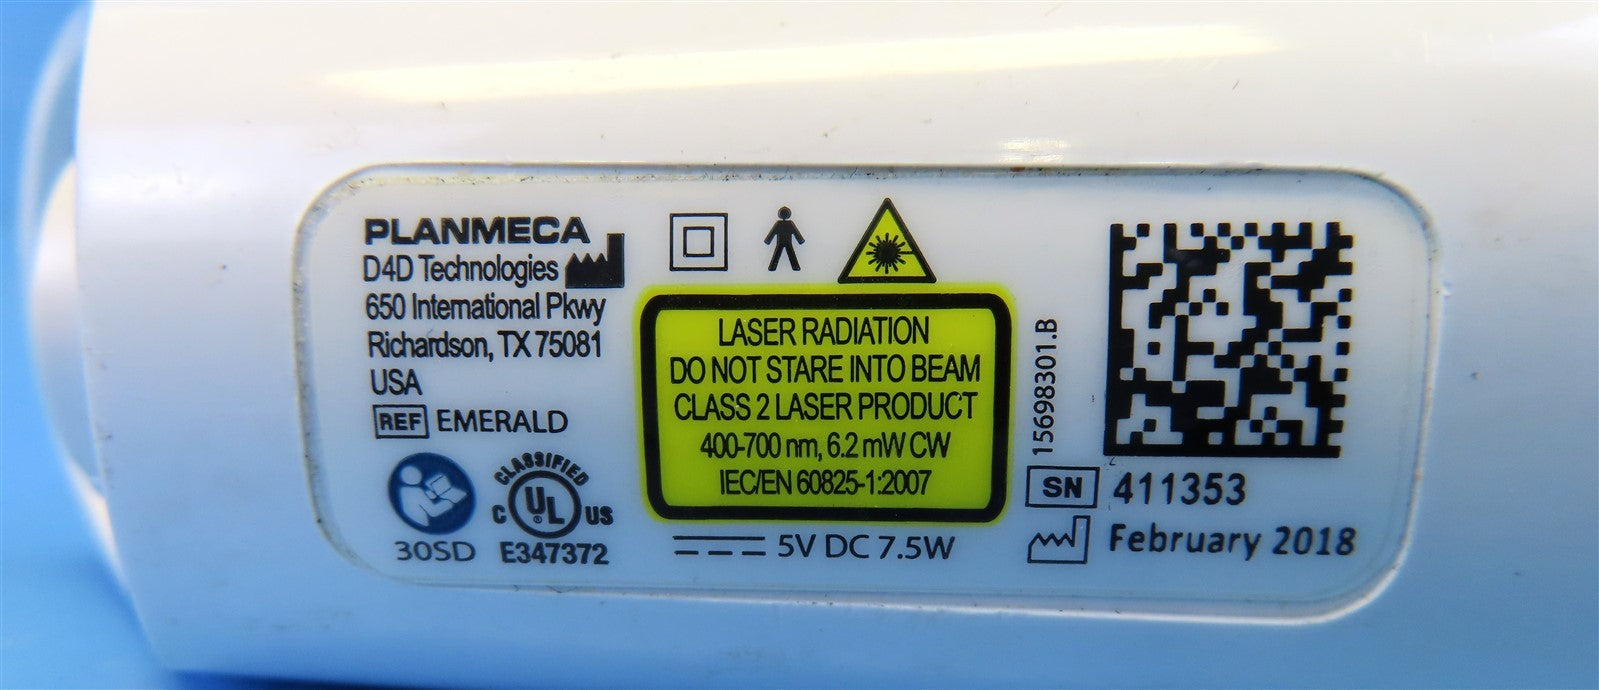 PLANMECA
D4D Technologies
650 International Pkwy
Richardson, TX 75081
USA
REF EMERALD
30SD
CLASSIFIED
C UL® US
E347372
LASER RADIATION
DO NOT STARE INTO BEAM
CLASS 2 LASER PRODUCT
400-700 nm, 6.2 mW CW
IEC/EN 60825-1:2007
5V DC 7.5W
15698301.B
SN 411353
February 2018